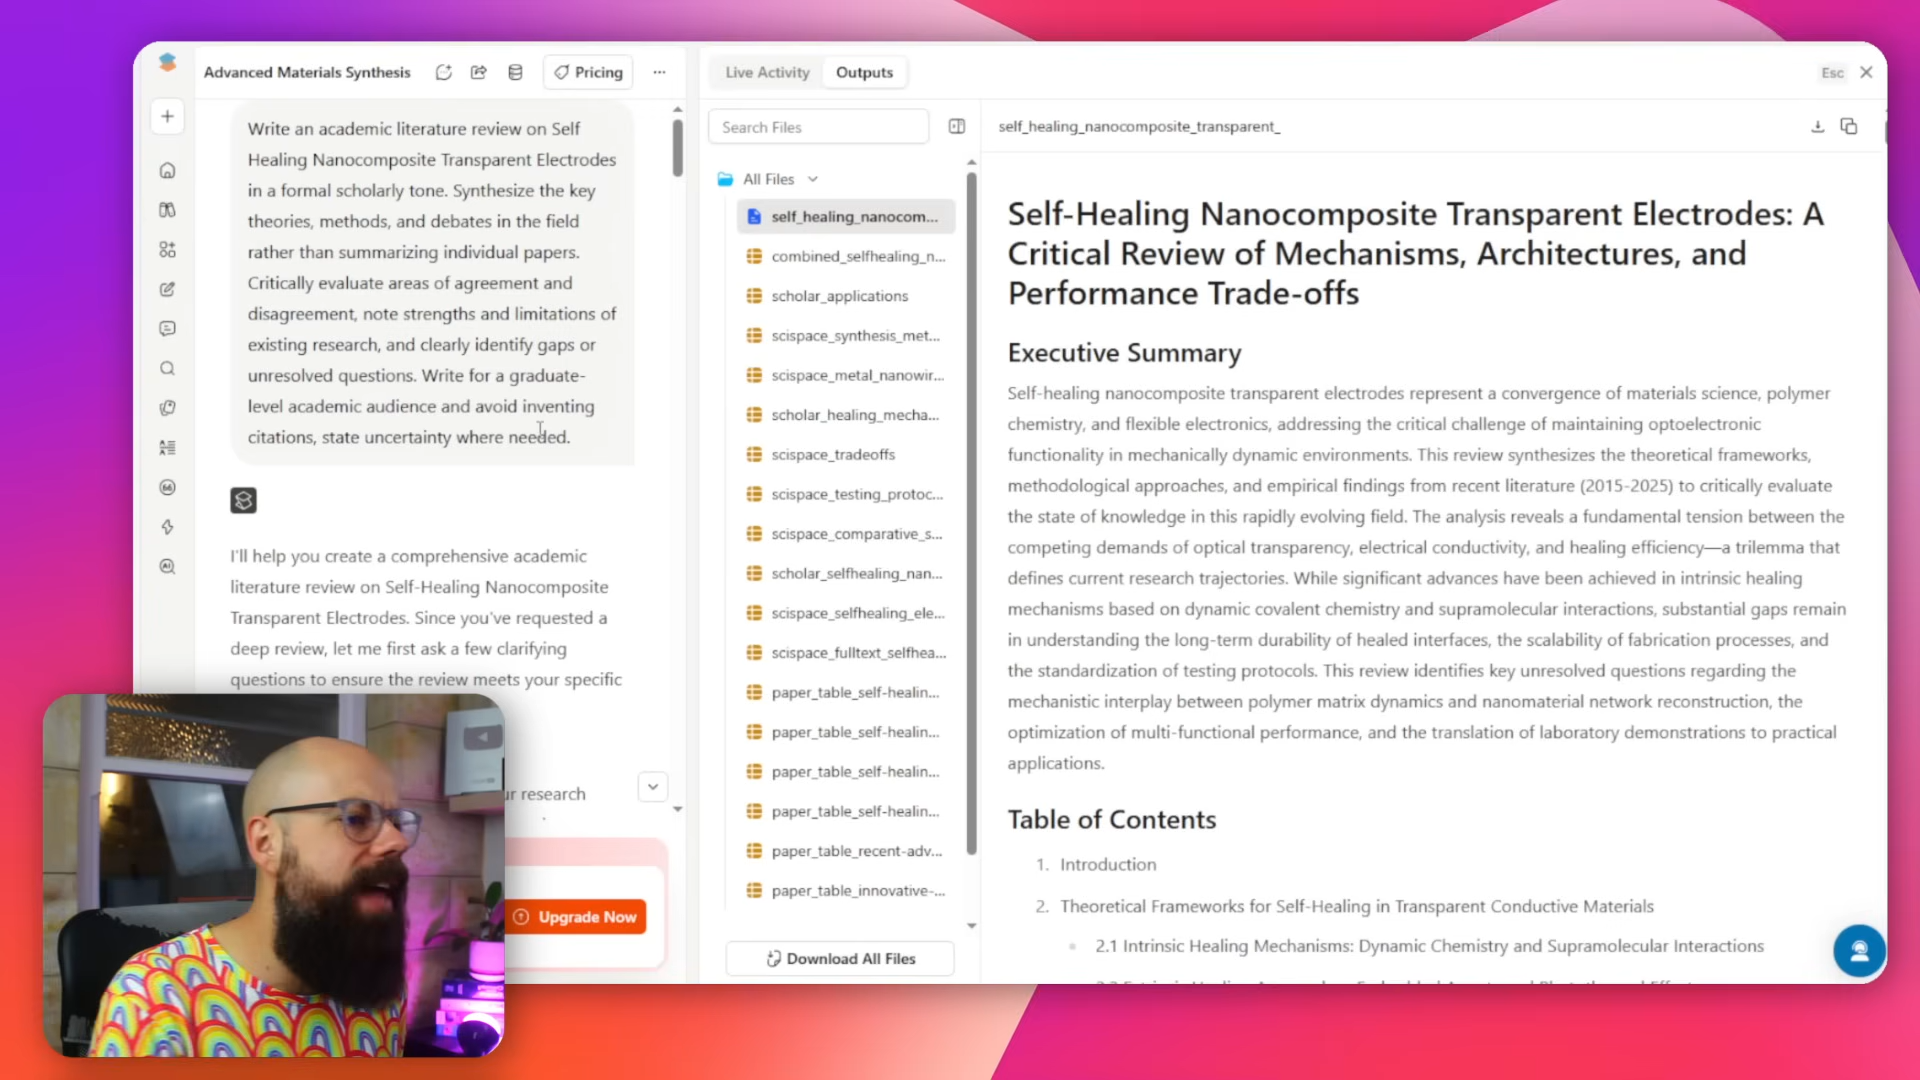 Advanced Materials Synthesis
Pricing
Write an academic literature review on Self
Healing Nanocomposite Transparent Electrodes
in a formal scholarly tone. Synthesize the key
theories, methods, and debates in the field
rather than summarizing individual papers.
Critically evaluate areas of agreement and
disagreement, note strengths and limitations of
existing research, and clearly identify gaps or
unresolved questions. Write for a graduate-
level academic audience and avoid inventing
citations, state uncertainty where needed.
I'll help you create a comprehensive academic
literature review on Self-Healing Nanocomposite
Transparent Electrodes. Since you've requested a
deep review, let me first ask a few clarifying
questions to ensure the review meets your specific
research
Upgrade Now
Live Activity
Outputs
Esc
Search Files
All Files
self_healing_nanocom...
combined_selfhealing_n...
scholar_applications
scispace_synthesis_met...
scispace_metal_nanowir...
scholar_healing_mecha...
scispace_tradeoffs
scispace_testing_protoc...
scispace_comparative_s...
scholar_selfhealing_nan...
scispace_selfhealing_ele...
scispace_fulltext_selfhea...
paper_table_self-healin...
paper_table_self-healin...
paper_table_self-healin...
paper_table_self-healin...
paper_table_recent-adv...
paper_table_innovative-...
Download All Files
self_healing_nanocomposite_transparent_
Self-Healing Nanocomposite Transparent Electrodes: A
Critical Review of Mechanisms, Architectures, and
Performance Trade-offs
Executive Summary
Self-healing nanocomposite transparent electrodes represent a convergence of materials science, polymer
chemistry, and flexible electronics, addressing the critical challenge of maintaining optoelectronic
functionality in mechanically dynamic environments. This review synthesizes the theoretical frameworks,
methodological approaches, and empirical findings from recent literature (2015-2025) to critically evaluate
the state of knowledge in this rapidly evolving field. The analysis reveals a fundamental tension between the
competing demands of optical transparency, electrical conductivity, and healing efficiency—a trilemma that
defines current research trajectories. While significant advances have been achieved in intrinsic healing
mechanisms based on dynamic covalent chemistry and supramolecular interactions, substantial gaps remain
in understanding the long-term durability of healed interfaces, the scalability of fabrication processes, and
the standardization of testing protocols. This review identifies key unresolved questions regarding the
mechanistic interplay between polymer matrix dynamics and nanomaterial network reconstruction, the
optimization of multi-functional performance, and the translation of laboratory demonstrations to practical
applications.
Table of Contents
1. Introduction
2. Theoretical Frameworks for Self-Healing in Transparent Conductive Materials
2.1 Intrinsic Healing Mechanisms: Dynamic Chemistry and Supramolecular Interactions